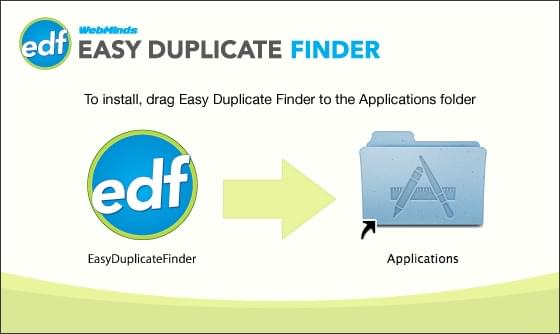 WebMinds
edf EASY DUPLICATE FINDER
To install, drag Easy Duplicate Finder to the Applications folder
edf
EasyDuplicateFinder
Applications